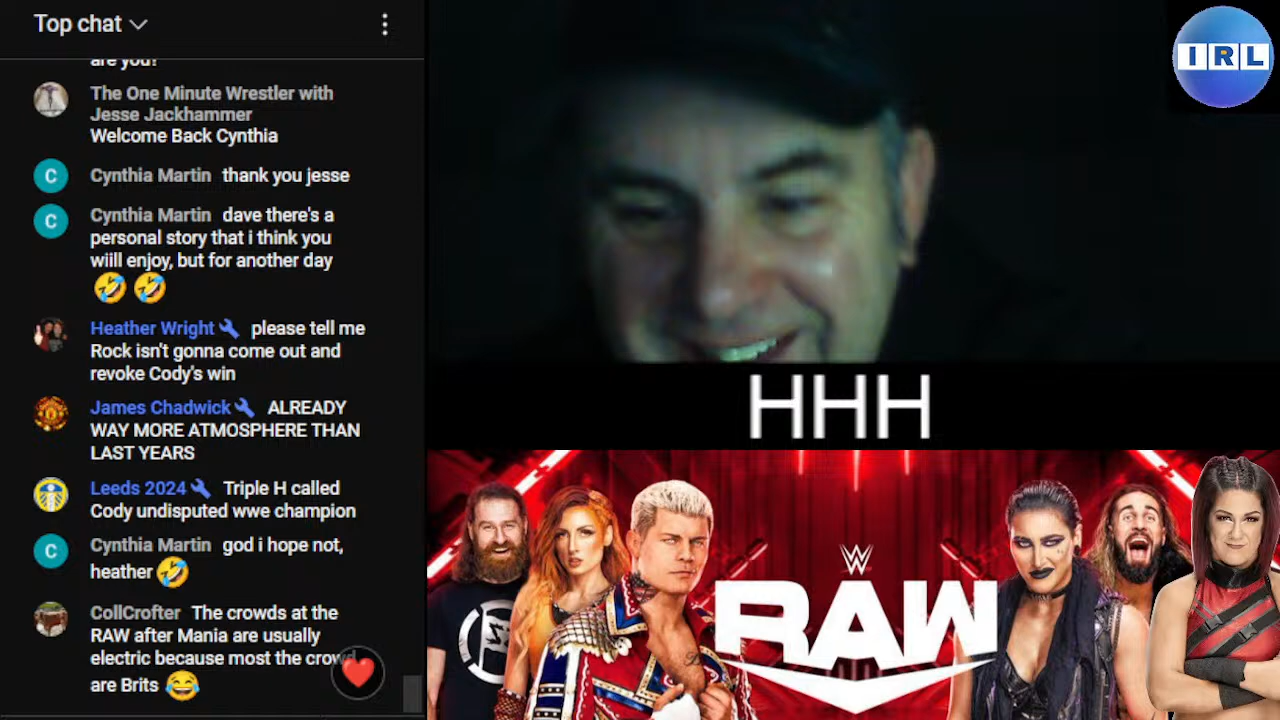 Top chat
are you?
The One Minute Wrestler with
Jesse Jackhammer
Welcome Back Cynthia
C
Cynthia Martin thank you jesse
C
Cynthia Martin dave there's a
personal story that i think you
wiill enjoy, but for another day
🤣 🤣
Heather Wright please tell me
Rock isn't gonna come out and
revoke Cody's win
James Chadwick ALREADY
WAY MORE ATMOSPHERE THAN
LAST YEARS
Leeds 2024 Triple H called
Cody undisputed wwe champion
C
Cynthia Martin god i hope not,
heather 🤣
CollCrofter The crowds at the
RAW after Mania are usually
electric because most the crowd
are Brits 😂
IRL
HHH
W
RAW